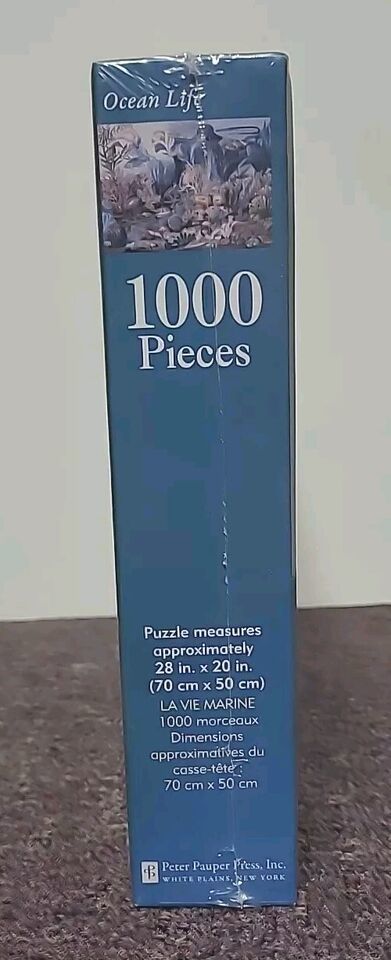 Ocean Life
1000
Pieces
Puzzle measures
approximately
28 in. x 20 in.
(70 cm x 50 cm)
LA VIE MARINE
1000 morceaux
Dimensions
approximatives du
casse-tête :
70 cm x 50 cm
Peter Pauper Press, Inc.
WHITE PLAINS, NEW YORK